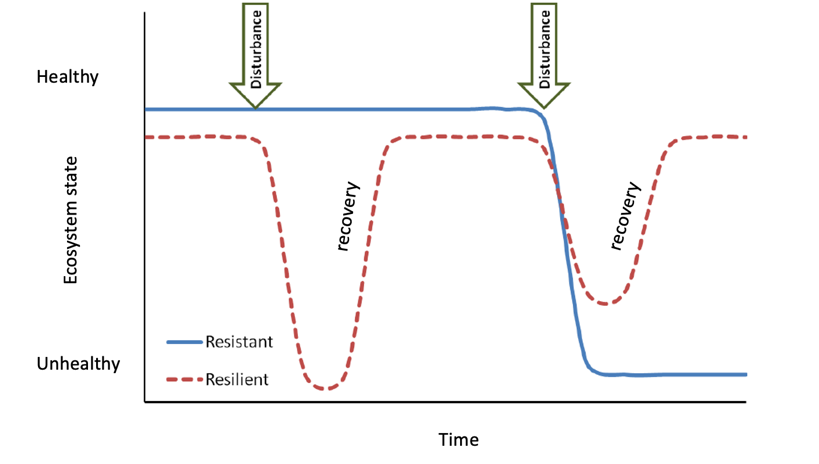 Disturbance
Disturbance
Healthy
Ecosystem state
recovery
recovery
Resistant
Resilient
Unhealthy
Time